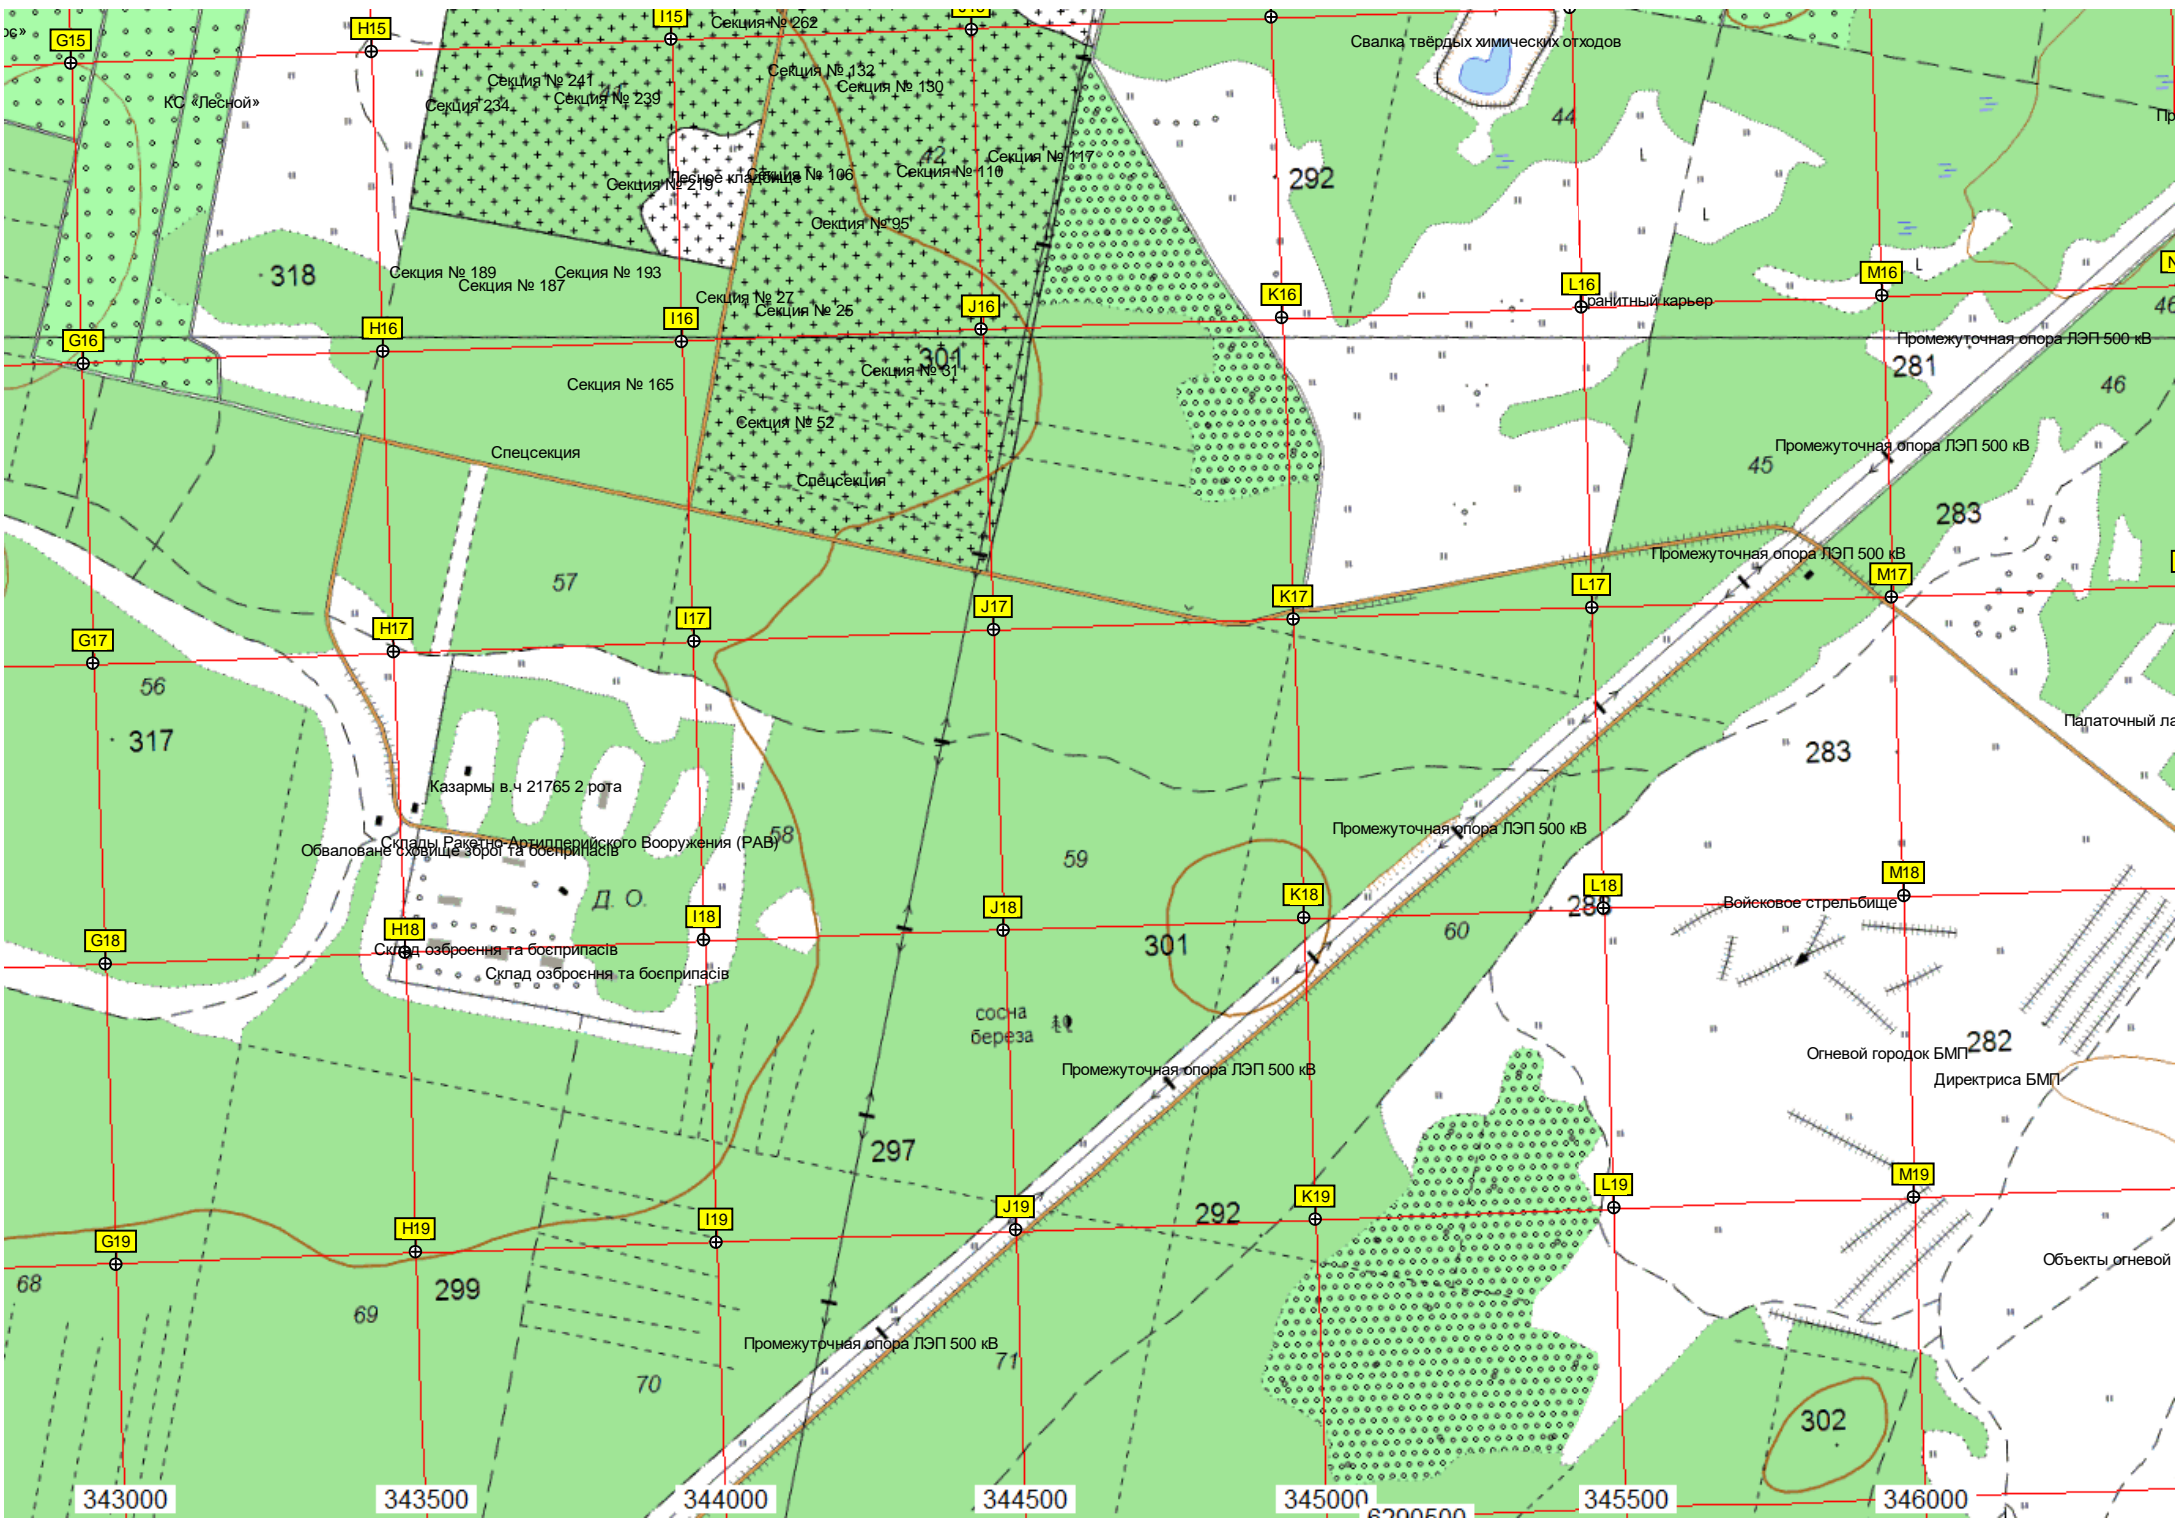 I15
Секция № 262
H15
G15
Свалка твёрдых химических отходов
Секция № 132
Секция № 241
Секция № 130
Секция № 239
41
КС «Лесной»
Секция 234
44
42
Секция № 117
Секция № 110
Секция № 106
Лесное кладбище
Секция № 219
292
Секция № 95
318
Секция № 189
Секция № 193
Секция № 187
M16
L16
K16
Секция № 27
J16
Секция № 25
Гранитный карьер
I16
H16
G16
Промежуточная опора ЛЭП 500 кВ
301
281
Секция № 31
Секция № 165
46
Секция № 52
Промежуточная опора ЛЭП 500 кВ
Спецсекция
45
Спецсекция
283
Промежуточная опора ЛЭП 500 кВ
57
M17
L17
K17
J17
I17
H17
G17
56
317
Палаточный ла
283
Казармы в.ч 21765 2 рота
Промежуточная опора ЛЭП 500 кВ
58
Склады Ракетно-Артиллерийского Вооружения (РАВ)
Обваловане сховище зброї та боєприпасів
59
M18
L18
K18
Д. О.
Войсковое стрельбище
J18
I18
H18
60
G18
301
Склад озброєння та боєприпасів
Склад озброєння та боєприпасів
сосна
береза
282
Огневой городок БМП
Промежуточная опора ЛЭП 500 кВ
Директриса БМП
297
M19
L19
K19
J19
292
I19
H19
G19
Объекты огневой
68
299
69
Промежуточная опора ЛЭП 500 кВ
71
70
302
343000
343500
344000
344500
345000
345500
346000
6290500